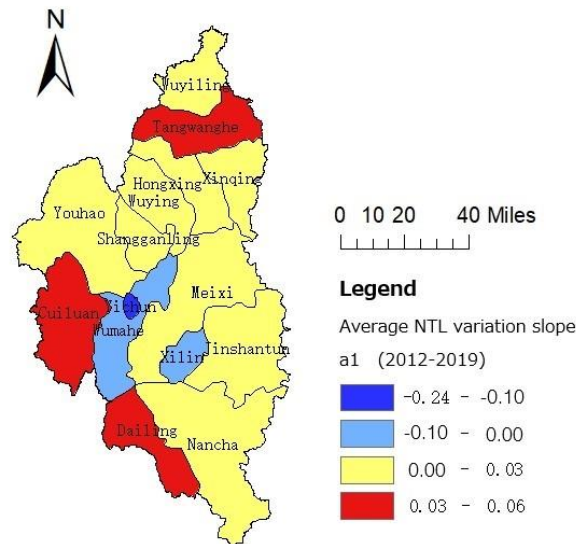 N
Wuyiling
Tangwanghe
Hongxing
Xinqing
Wuying
Youhao
Shangganling
Meixi
Yichun
Cuiluan
Wumahe
Xilin
Jinshantun
Dailing
Nancha
0 10 20 40 Miles
Legend
Average NTL variation slope
a1 (2012-2019)
-0.24 - -0.10
-0.10 - 0.00
0.00 - 0.03
0.03 - 0.06